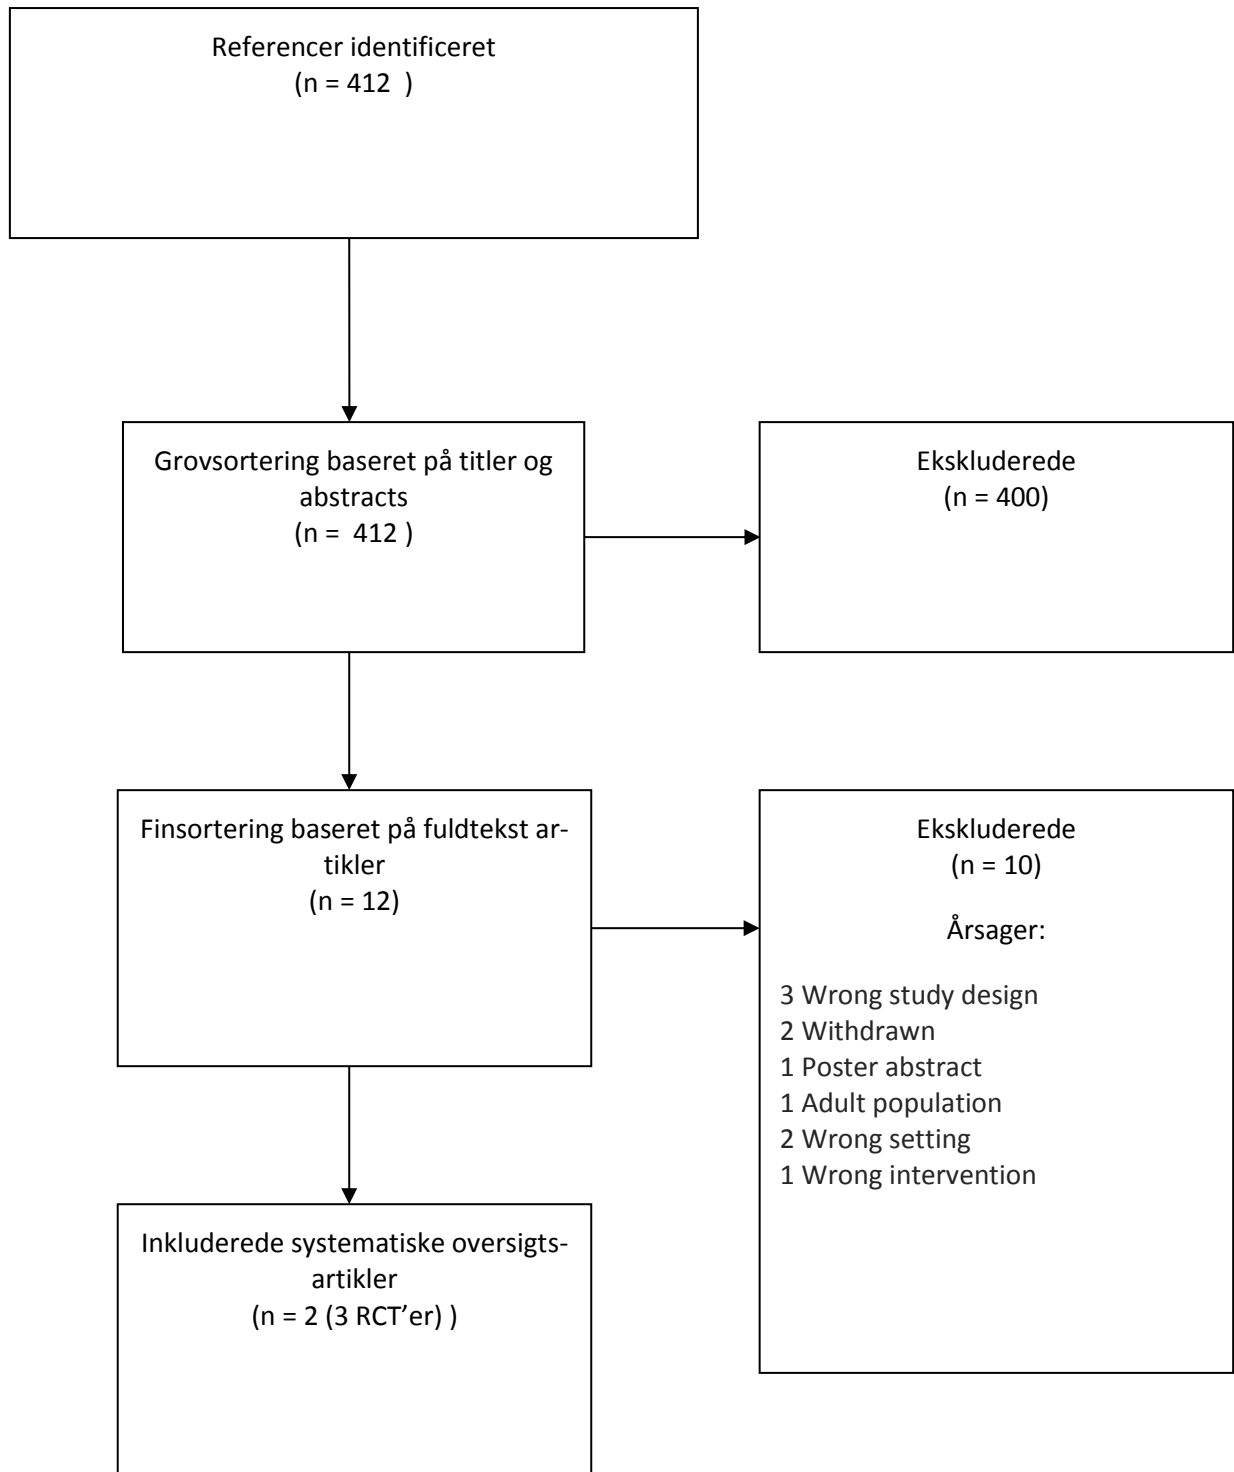 Referencer identificeret
(n = 412  )
Grovsortering baseret på titler og
abstracts
(n =  412 )
Ekskluderede
(n = 400)
Finsortering baseret på fuldtekst ar-
tikler
(n = 12)
Ekskluderede
(n = 10)
Årsager:
3 Wrong study design
2 Withdrawn
1 Poster abstract
1 Adult population
2 Wrong setting
1 Wrong intervention
Inkluderede systematiske oversigts-
artikler
(n = 2 (3 RCT’er) )